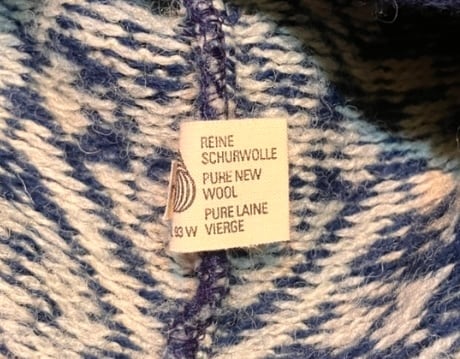 REINE
SCHURWOLLE
PURE NEW
WOOL
PURE LAINE
93 W VIERGE